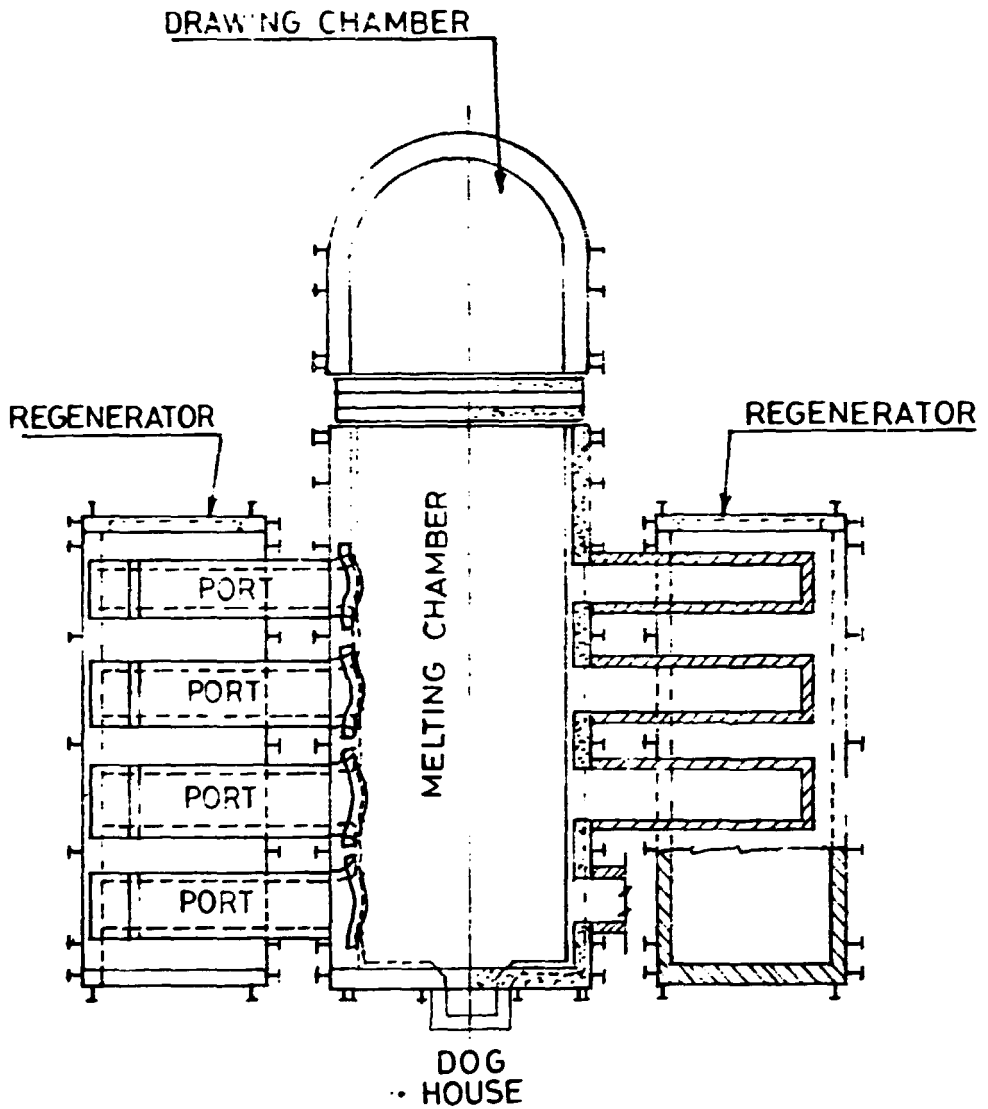 DRAWING CHAMBER
REGENERATOR
REGENERATOR
MELTING CHAMBER
PORT
PORT
PORT
PORT
DOG
HOUSE